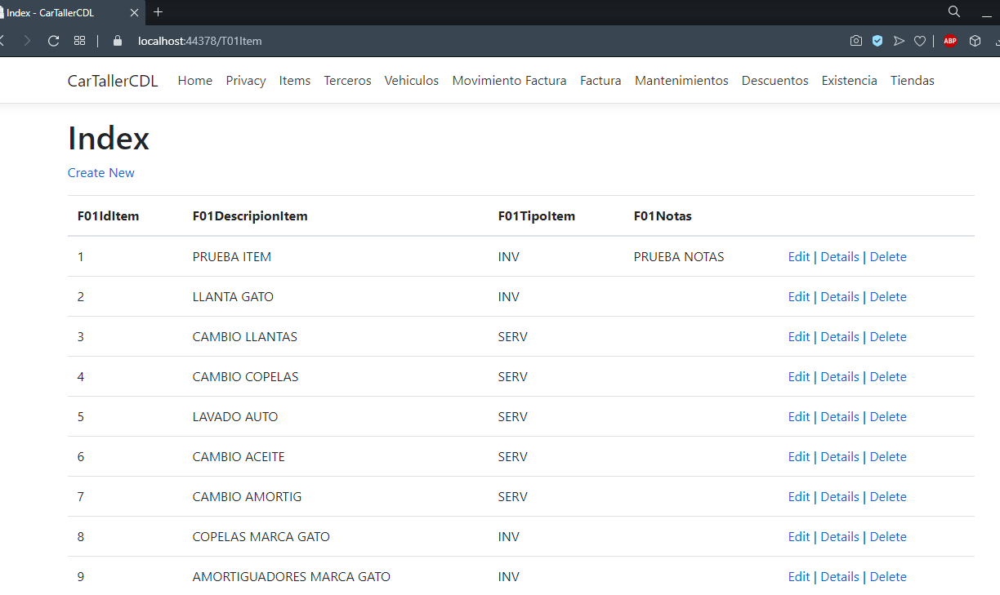 Index - CarTallerCDL
localhost:44378/T01Item
ABP
CarTallerCDL Home Privacy Items Terceros Vehiculos Movimiento Factura Factura Mantenimientos Descuentos Existencia Tiendas
Index
Create New
F01IdItem F01DescripionItem F01TipoItem F01Notas
1 PRUEBA ITEM INV PRUEBA NOTAS Edit | Details | Delete
2 LLANTA GATO INV Edit | Details | Delete
3 CAMBIO LLANTAS SERV Edit | Details | Delete
4 CAMBIO COPELAS SERV Edit | Details | Delete
5 LAVADO AUTO SERV Edit | Details | Delete
6 CAMBIO ACEITE SERV Edit | Details | Delete
7 CAMBIO AMORTIG SERV Edit | Details | Delete
8 COPELAS MARCA GATO INV Edit | Details | Delete
9 AMORTIGUADORES MARCA GATO INV Edit | Details | Delete